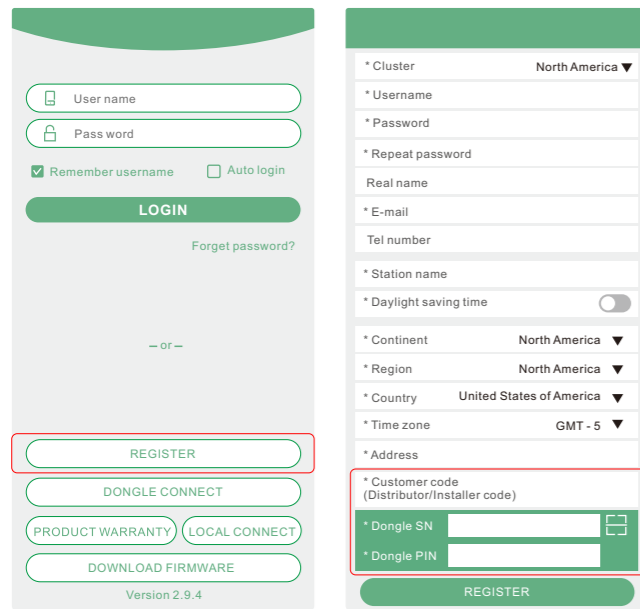 User name
Pass word
Remember username
Auto login
LOGIN
Forget password?
– or –
REGISTER
DONGLE CONNECT
PRODUCT WARRANTY
LOCAL CONNECT
DOWNLOAD FIRMWARE
Version 2.9.4
* Cluster North America ▼
* Username
* Password
* Repeat password
Real name
* E-mail
Tel number
* Station name
* Daylight saving time
* Continent North America ▼
* Region North America ▼
* Country United States of America ▼
* Time zone GMT - 5 ▼
* Address
* Customer code
(Distributor/Installer code)
* Dongle SN
* Dongle PIN
REGISTER